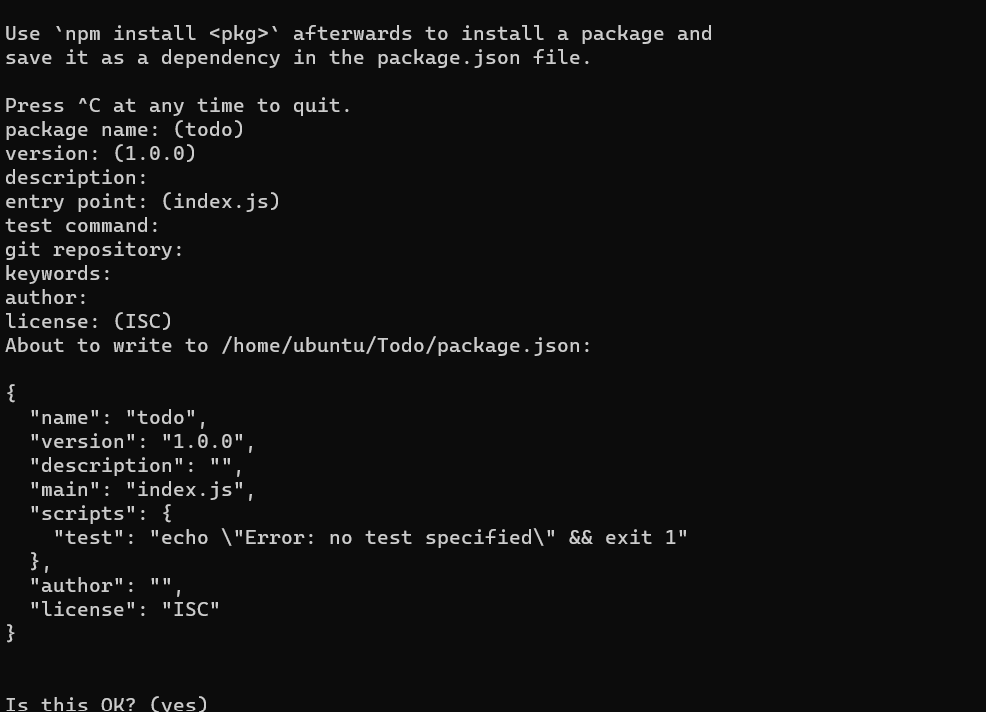 Use `npm install <pkg>` afterwards to install a package and
save it as a dependency in the package.json file.
Press ^C at any time to quit.
package name: (todo)
version: (1.0.0)
description:
entry point: (index.js)
test command:
git repository:
keywords:
author:
license: (ISC)
About to write to /home/ubuntu/Todo/package.json:
{
  "name": "todo",
  "version": "1.0.0",
  "description": "",
  "main": "index.js",
  "scripts": {
    "test": "echo \"Error: no test specified\" && exit 1"
  },
  "author": "",
  "license": "ISC"
}
Is this OK? (yes)